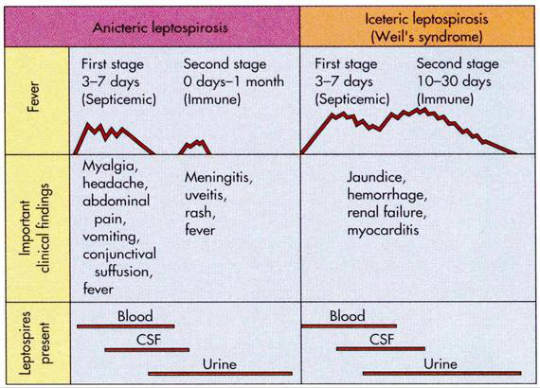 Anicteric leptospirosis
Iceteric leptospirosis
(Weil's syndrome)
Fever
First stage
3–7 days
(Septicemic)
Second stage
0 days–1 month
(Immune)
First stage
3–7 days
(Septicemic)
Second stage
10–30 days
(Immune)
Important
clinical findings
Myalgia,
headache,
abdominal
pain,
vomiting,
conjunctival
suffusion,
fever
Meningitis,
uveitis,
rash,
fever
Jaundice,
hemorrhage,
renal failure,
myocarditis
Leptospires
present
Blood
CSF
Urine
Blood
CSF
Urine